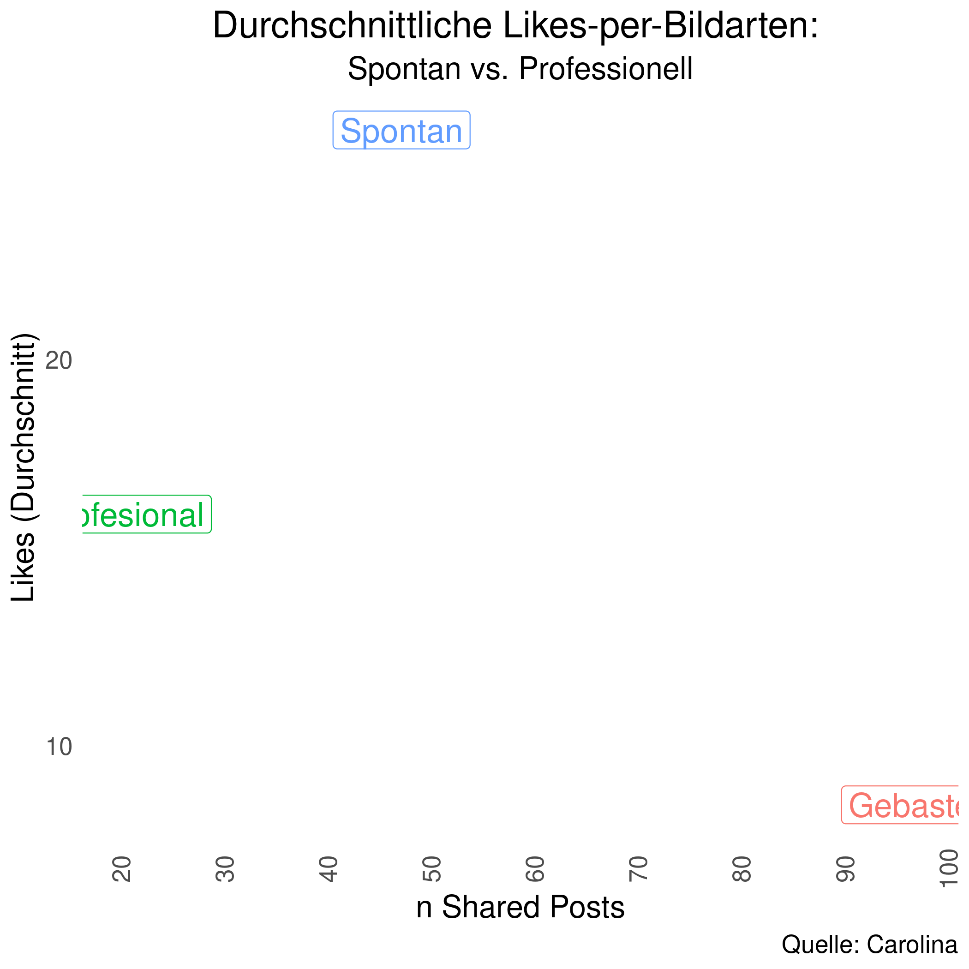 Durchschnittliche Likes-per-Bildarten:
Spontan vs. Professionell
Spontan
20
Likes (Durchschnitt)
ofesional
10
Gebaste
20 30 40 50 60 70 80 90 100
n Shared Posts
Quelle: Carolina